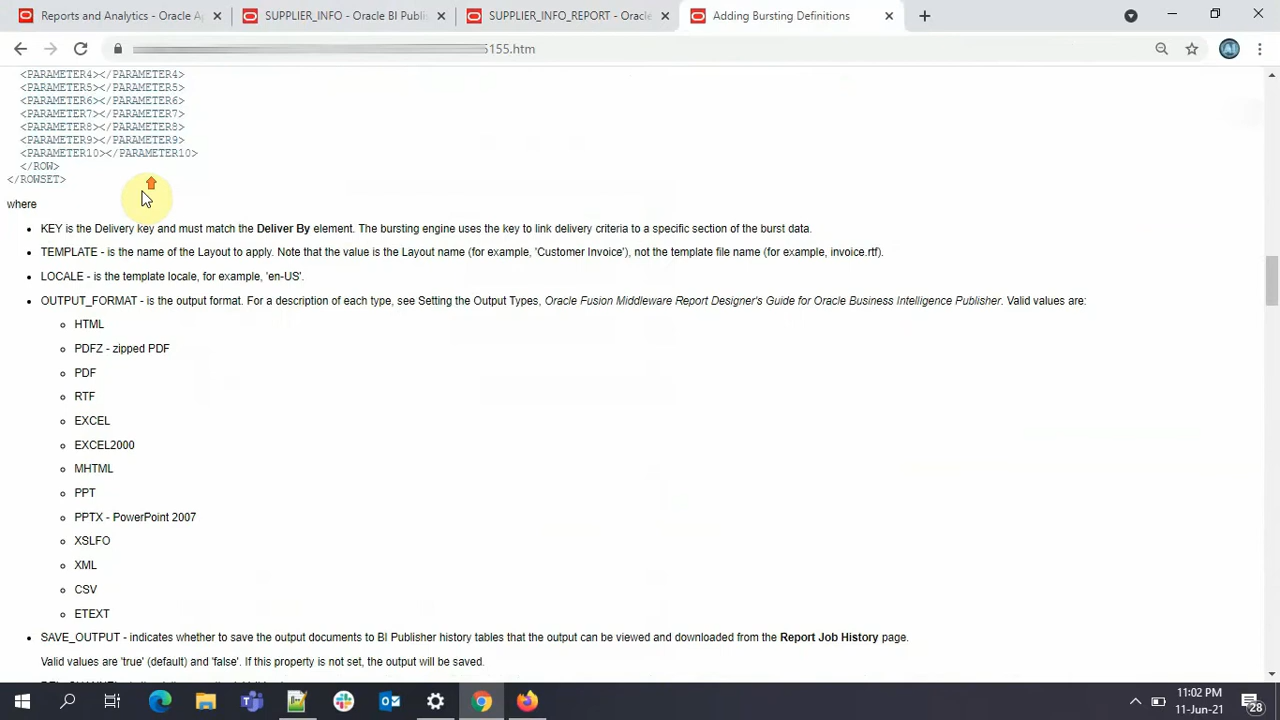 Reports and Analytics - Oracle Ap
SUPPLIER_INFO - Oracle BI Publis
SUPPLIER_INFO_REPORT - Oracle
Adding Bursting Definitions
5155.htm
<PARAMETER4></PARAMETER4>
<PARAMETER5></PARAMETER5>
<PARAMETER6></PARAMETER6>
<PARAMETER7></PARAMETER7>
<PARAMETER8></PARAMETER8>
<PARAMETER9></PARAMETER9>
<PARAMETER10></PARAMETER10>
</ROW>
</ROWSET>
where
• KEY is the Delivery key and must match the Deliver By element. The bursting engine uses the key to link delivery criteria to a specific section of the burst data.
• TEMPLATE - is the name of the Layout to apply. Note that the value is the Layout name (for example, 'Customer Invoice'), not the template file name (for example, invoice.rtf).
• LOCALE - is the template locale, for example, 'en-US'.
• OUTPUT_FORMAT - is the output format. For a description of each type, see Setting the Output Types, Oracle Fusion Middleware Report Designer's Guide for Oracle Business Intelligence Publisher. Valid values are:
HTML
PDFZ - zipped PDF
PDF
RTF
EXCEL
EXCEL2000
MHTML
PPT
PPTX - PowerPoint 2007
XSLFO
XML
CSV
ETEXT
• SAVE_OUTPUT - indicates whether to save the output documents to BI Publisher history tables that the output can be viewed and downloaded from the Report Job History page.
Valid values are 'true' (default) and 'false'. If this property is not set, the output will be saved.
11:02 PM
11-Jun-21
28